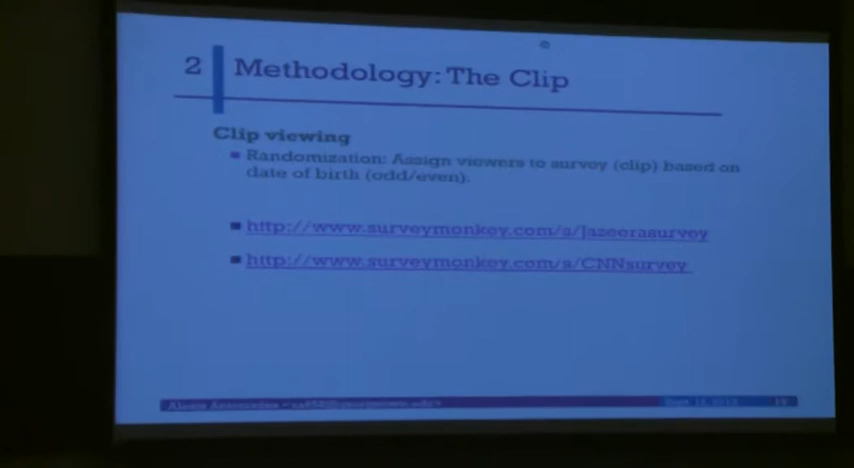 2 Methodology: The Clip
Clip viewing
Randomization: Assign viewers to survey (clip) based on
date of birth (odd/even).
http://www.surveymonkey.com/s/Jazeerasurvey
http://www.surveymonkey.com/s/CNNsurvey